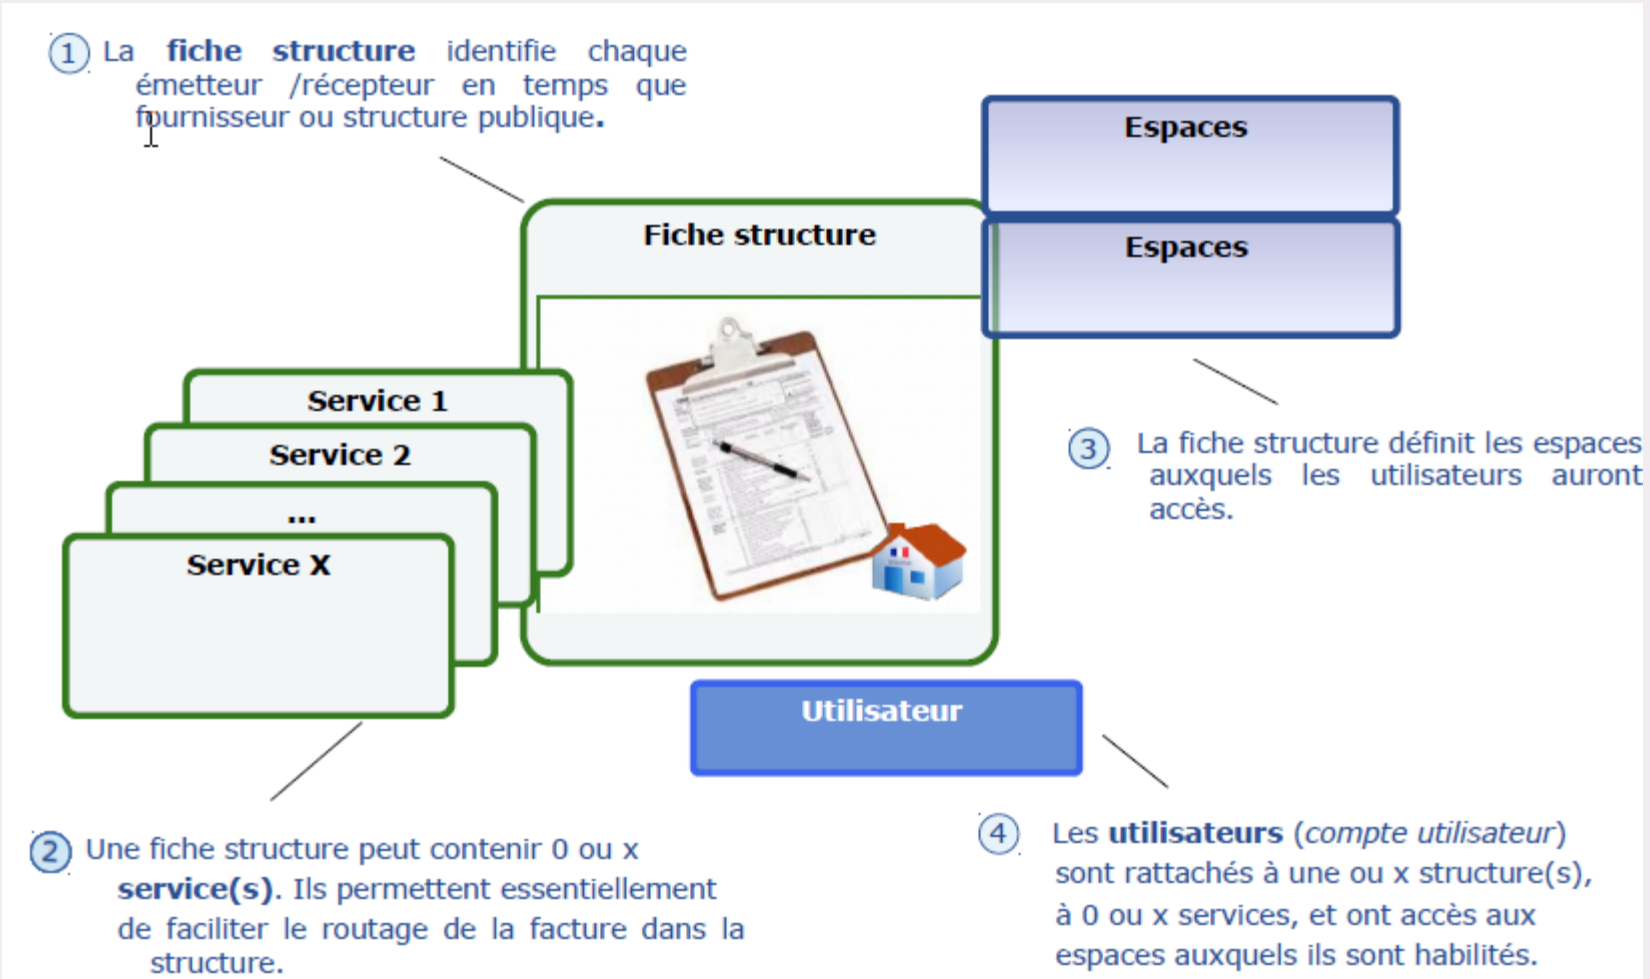 1 La fiche structure identifie chaque
émetteur /récepteur en temps que
fournisseur ou structure publique.
Espaces
Espaces
Fiche structure
Service 1
Service 2
...
Service X
3 La fiche structure définit les espaces
auxquels les utilisateurs auront
accès.
Utilisateur
2 Une fiche structure peut contenir 0 ou x
service(s). Ils permettent essentiellement
de faciliter le routage de la facture dans la
structure.
4 Les utilisateurs (compte utilisateur)
sont rattachés à une ou x structure(s),
à 0 ou x services, et ont accès aux
espaces auxquels ils sont habilités.